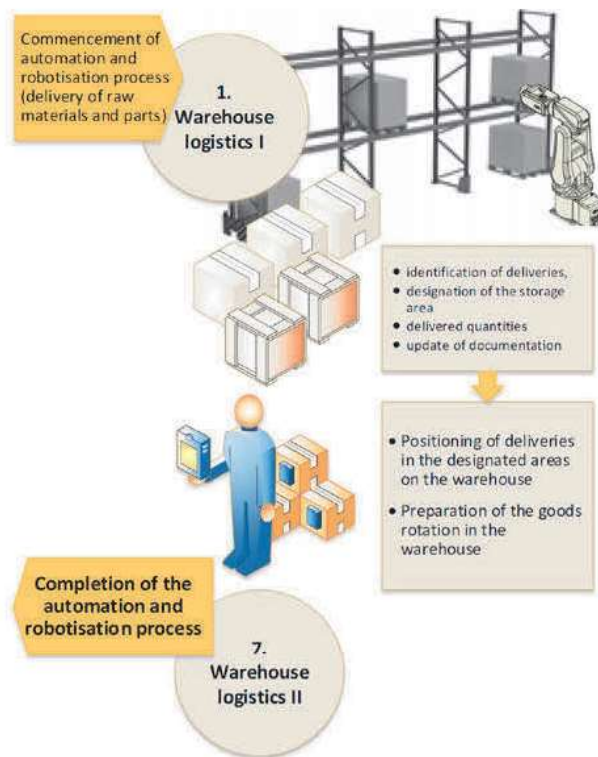 Commencement of
automation and
robotisation process
(delivery of raw
materials and parts)
1.
Warehouse
logistics I
• identification of deliveries,
• designation of the storage
area
• delivered quantities
• update of documentation
• Positioning of deliveries
in the designated areas
on the warehouse
• Preparation of the goods
rotation in the
warehouse
Completion of the
automation and
robotisation process
7.
Warehouse
logistics II